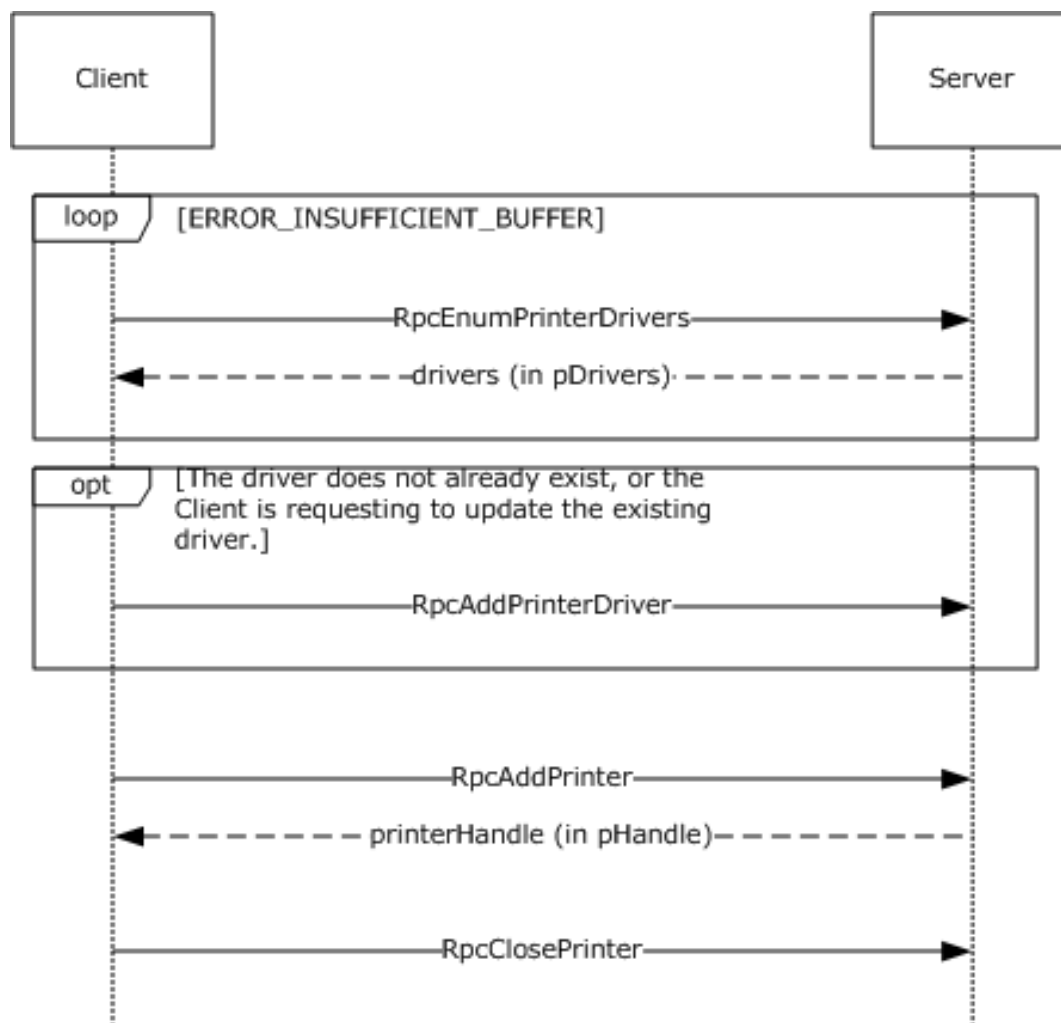 Client
Server
loop
[ERROR_INSUFFICIENT_BUFFER]
RpcEnumPrinterDrivers
drivers (in pDrivers)
opt
[The driver does not already exist, or the
Client is requesting to update the existing
driver.]
RpcAddPrinterDriver
RpcAddPrinter
printerHandle (in pHandle)
RpcClosePrinter